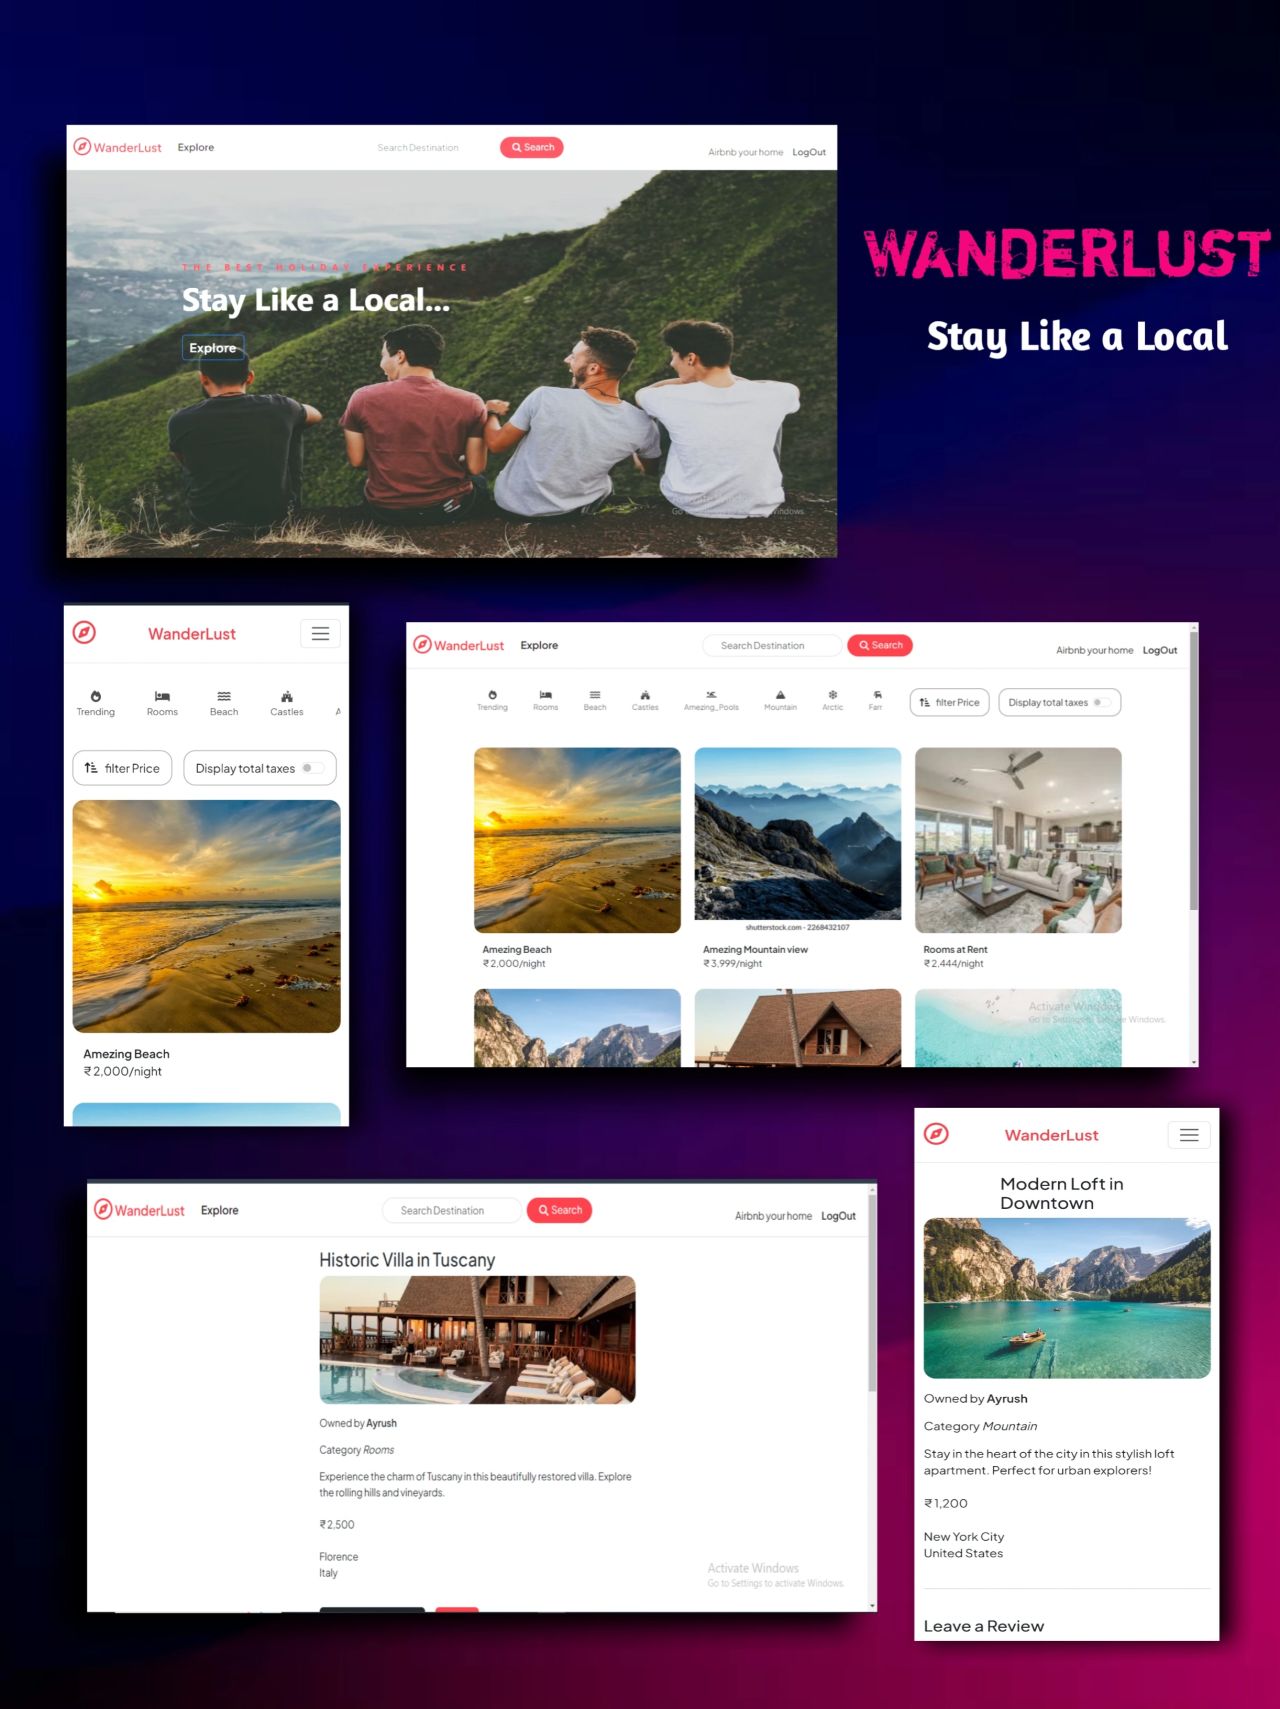 WanderLust Explore Search Destination Search Airbnb your home LogOut
THE BEST HOLIDAY EXPERIENCE
Stay Like a Local...
Explore
WANDERLUST
Stay Like a Local
WanderLust
Trending Rooms Beach Castles A
filter Price Display total taxes
Amezing Beach
₹2,000/night
WanderLust Explore Search Destination Search Airbnb your home LogOut
Trending Rooms Beach Castles Amezing_Pools Mountain Arctic Farr filter Price Display total taxes
shutterstock.com - 2268432107
Amezing Beach Amezing Mountain view Rooms at Rent
₹2,000/night ₹3,999/night ₹2,444/night
Activate Windows
Go to Settings to activate Windows.
WanderLust Explore Search Destination Search Airbnb your home LogOut
Historic Villa in Tuscany
Owned by Ayrush
Category Rooms
Experience the charm of Tuscany in this beautifully restored villa. Explore
the rolling hills and vineyards.
₹2,500
Florence
Italy
Activate Windows
Go to Settings to activate Windows.
WanderLust
Modern Loft in
Downtown
Owned by Ayrush
Category Mountain
Stay in the heart of the city in this stylish loft
apartment. Perfect for urban explorers!
₹1,200
New York City
United States
Leave a Review